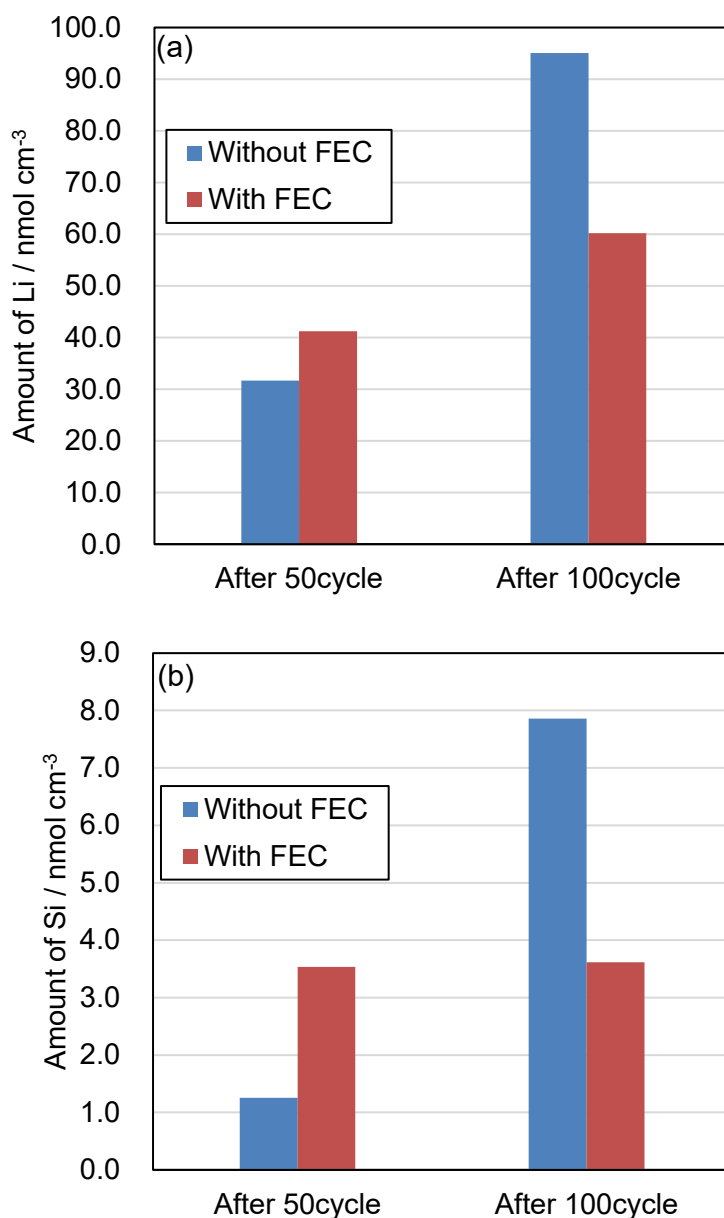 (a)
100.0
90.0
80.0
70.0
60.0
50.0
40.0
30.0
20.0
10.0
0.0
Amount of Li / nmol cm-3
Without FEC
With FEC
After 50cycle
After 100cycle
(b)
9.0
8.0
7.0
6.0
5.0
4.0
3.0
2.0
1.0
0.0
Amount of Si / nmol cm-3
Without FEC
With FEC
After 50cycle
After 100cycle